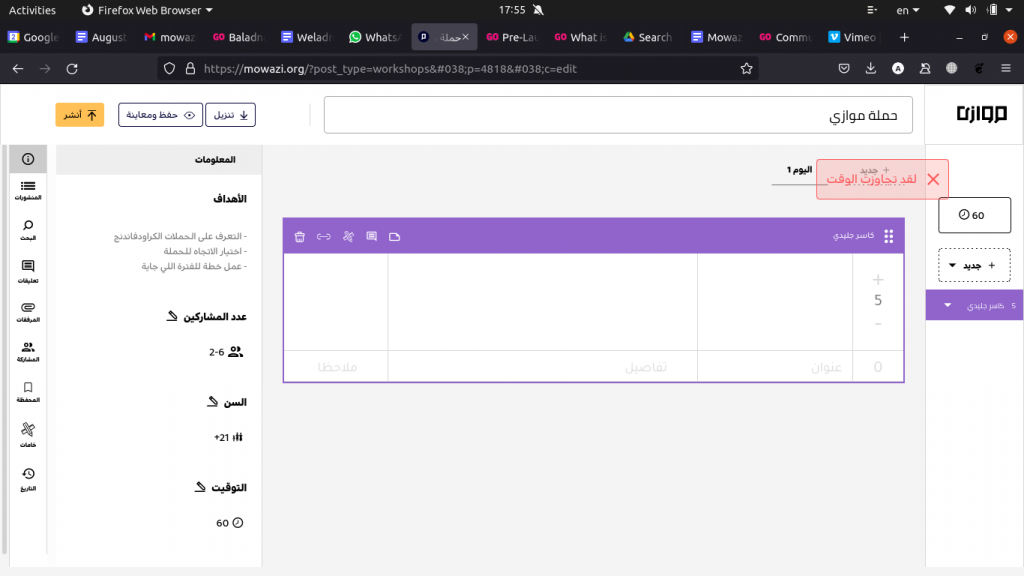 Activities
Firefox Web Browser
17:55
en
Google
August
mowaz
Baladn
Welad
WhatsA
حملة
Pre-Lau
What is
Search
Mowaz
Commu
Vimeo
https://mowazi.org/?post_type=workshops&#038;p=4818&#038;c=edit
موازي
حملة موازي
تنزيل
حفظ ومعاينة
أنشر
+ جديد
اليوم 1
لقد تجاوزت الوقت
60
+ جديد
5 كاسر جليدي
كاسر جليدي
+
5
-
0
عنوان
تفاصيل
ملاحظا
المعلومات
الأهداف
- التعرف على الحملات الكراودفاندنج
- اختيار الاتجاه للحملة
- عمل خطة للفترة اللي جاية
عدد المشاركين
2-6
السن
+21
التوقيت
60
المنشورات
البحث
تعليقات
المرفقات
المشاركة
المحفظة
خامات
التاريخ